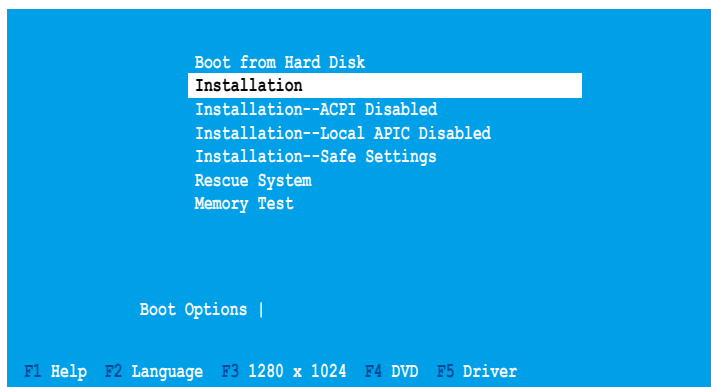 Boot from Hard Disk
Installation
Installation--ACPI Disabled
Installation--Local APIC Disabled
Installation--Safe Settings
Rescue System
Memory Test
Boot Options |
F1 Help F2 Language F3 1280 x 1024 F4 DVD F5 Driver